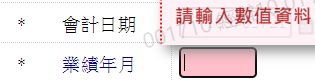 請輸入數值資料
* 會計日期
* 業績年月